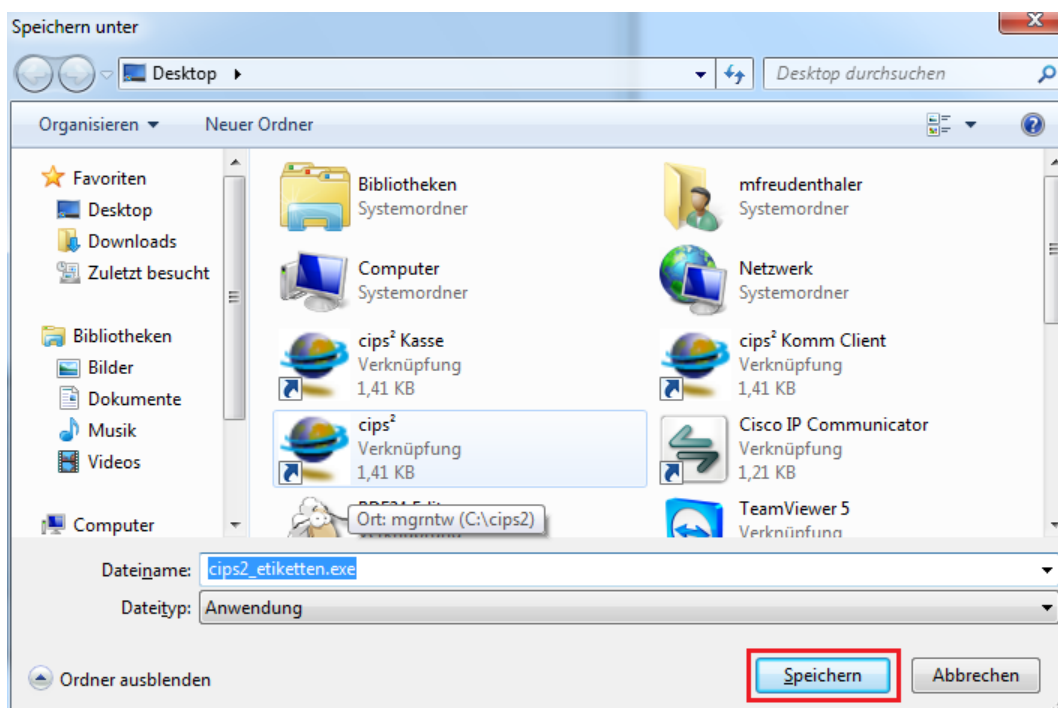 Speichern unter
Desktop
Desktop durchsuchen
Organisieren
Neuer Ordner
Favoriten
Desktop
Downloads
Zuletzt besucht
Bibliotheken
Bilder
Dokumente
Musik
Videos
Computer
Bibliotheken
Systemordner
mfreudenthaler
Systemordner
Computer
Systemordner
Netzwerk
Systemordner
cips² Kasse
Verknüpfung
1,41 KB
cips² Komm Client
Verknüpfung
1,41 KB
cips²
Verknüpfung
1,41 KB
Cisco IP Communicator
Verknüpfung
1,21 KB
Ort: mgrntw (C:\cips2)
TeamViewer 5
Verknüpfung
Dateiname: cips2_etiketten.exe
Dateityp: Anwendung
Ordner ausblenden
Speichern
Abbrechen